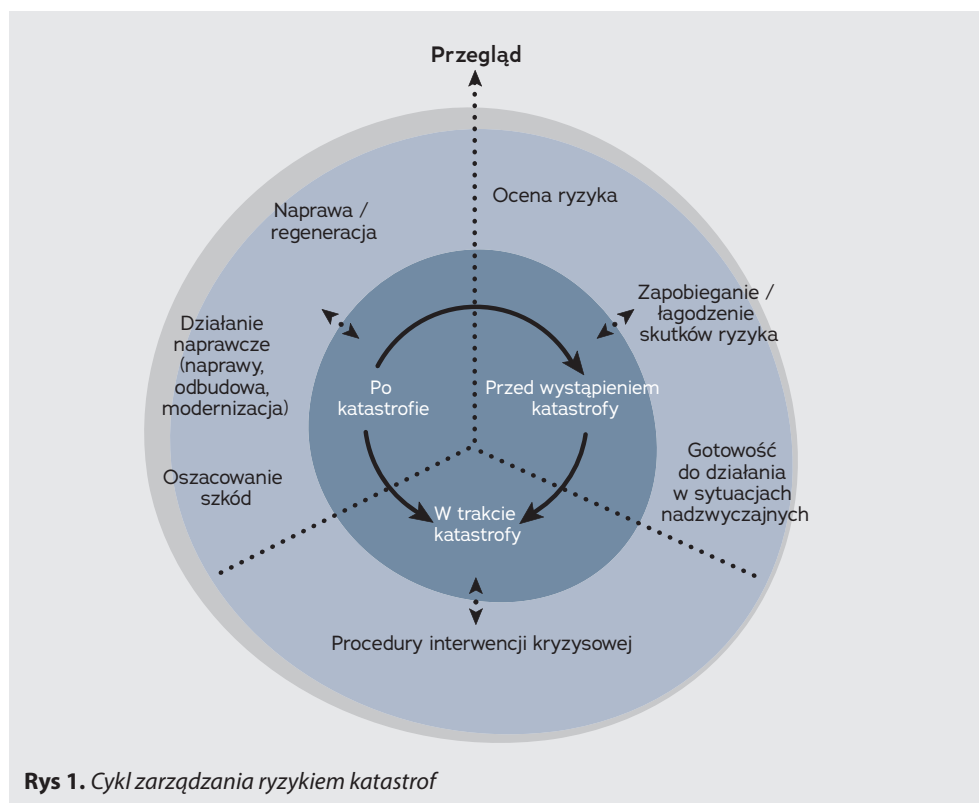 Przegląd
Ocena ryzyka
Zapobieganie /
łagodzenie
skutków ryzyka
Gotowość
do działania
w sytuacjach
nadzwyczajnych
Przed wystąpieniem
katastrofy
W trakcie
katastrofy
Procedury interwencji kryzysowej
Po
katastrofie
Oszacowanie
szkód
Działanie
naprawcze
(naprawy,
odbudowa,
modernizacja)
Naprawa /
regeneracja
Rys 1. Cykl zarządzania ryzykiem katastrof